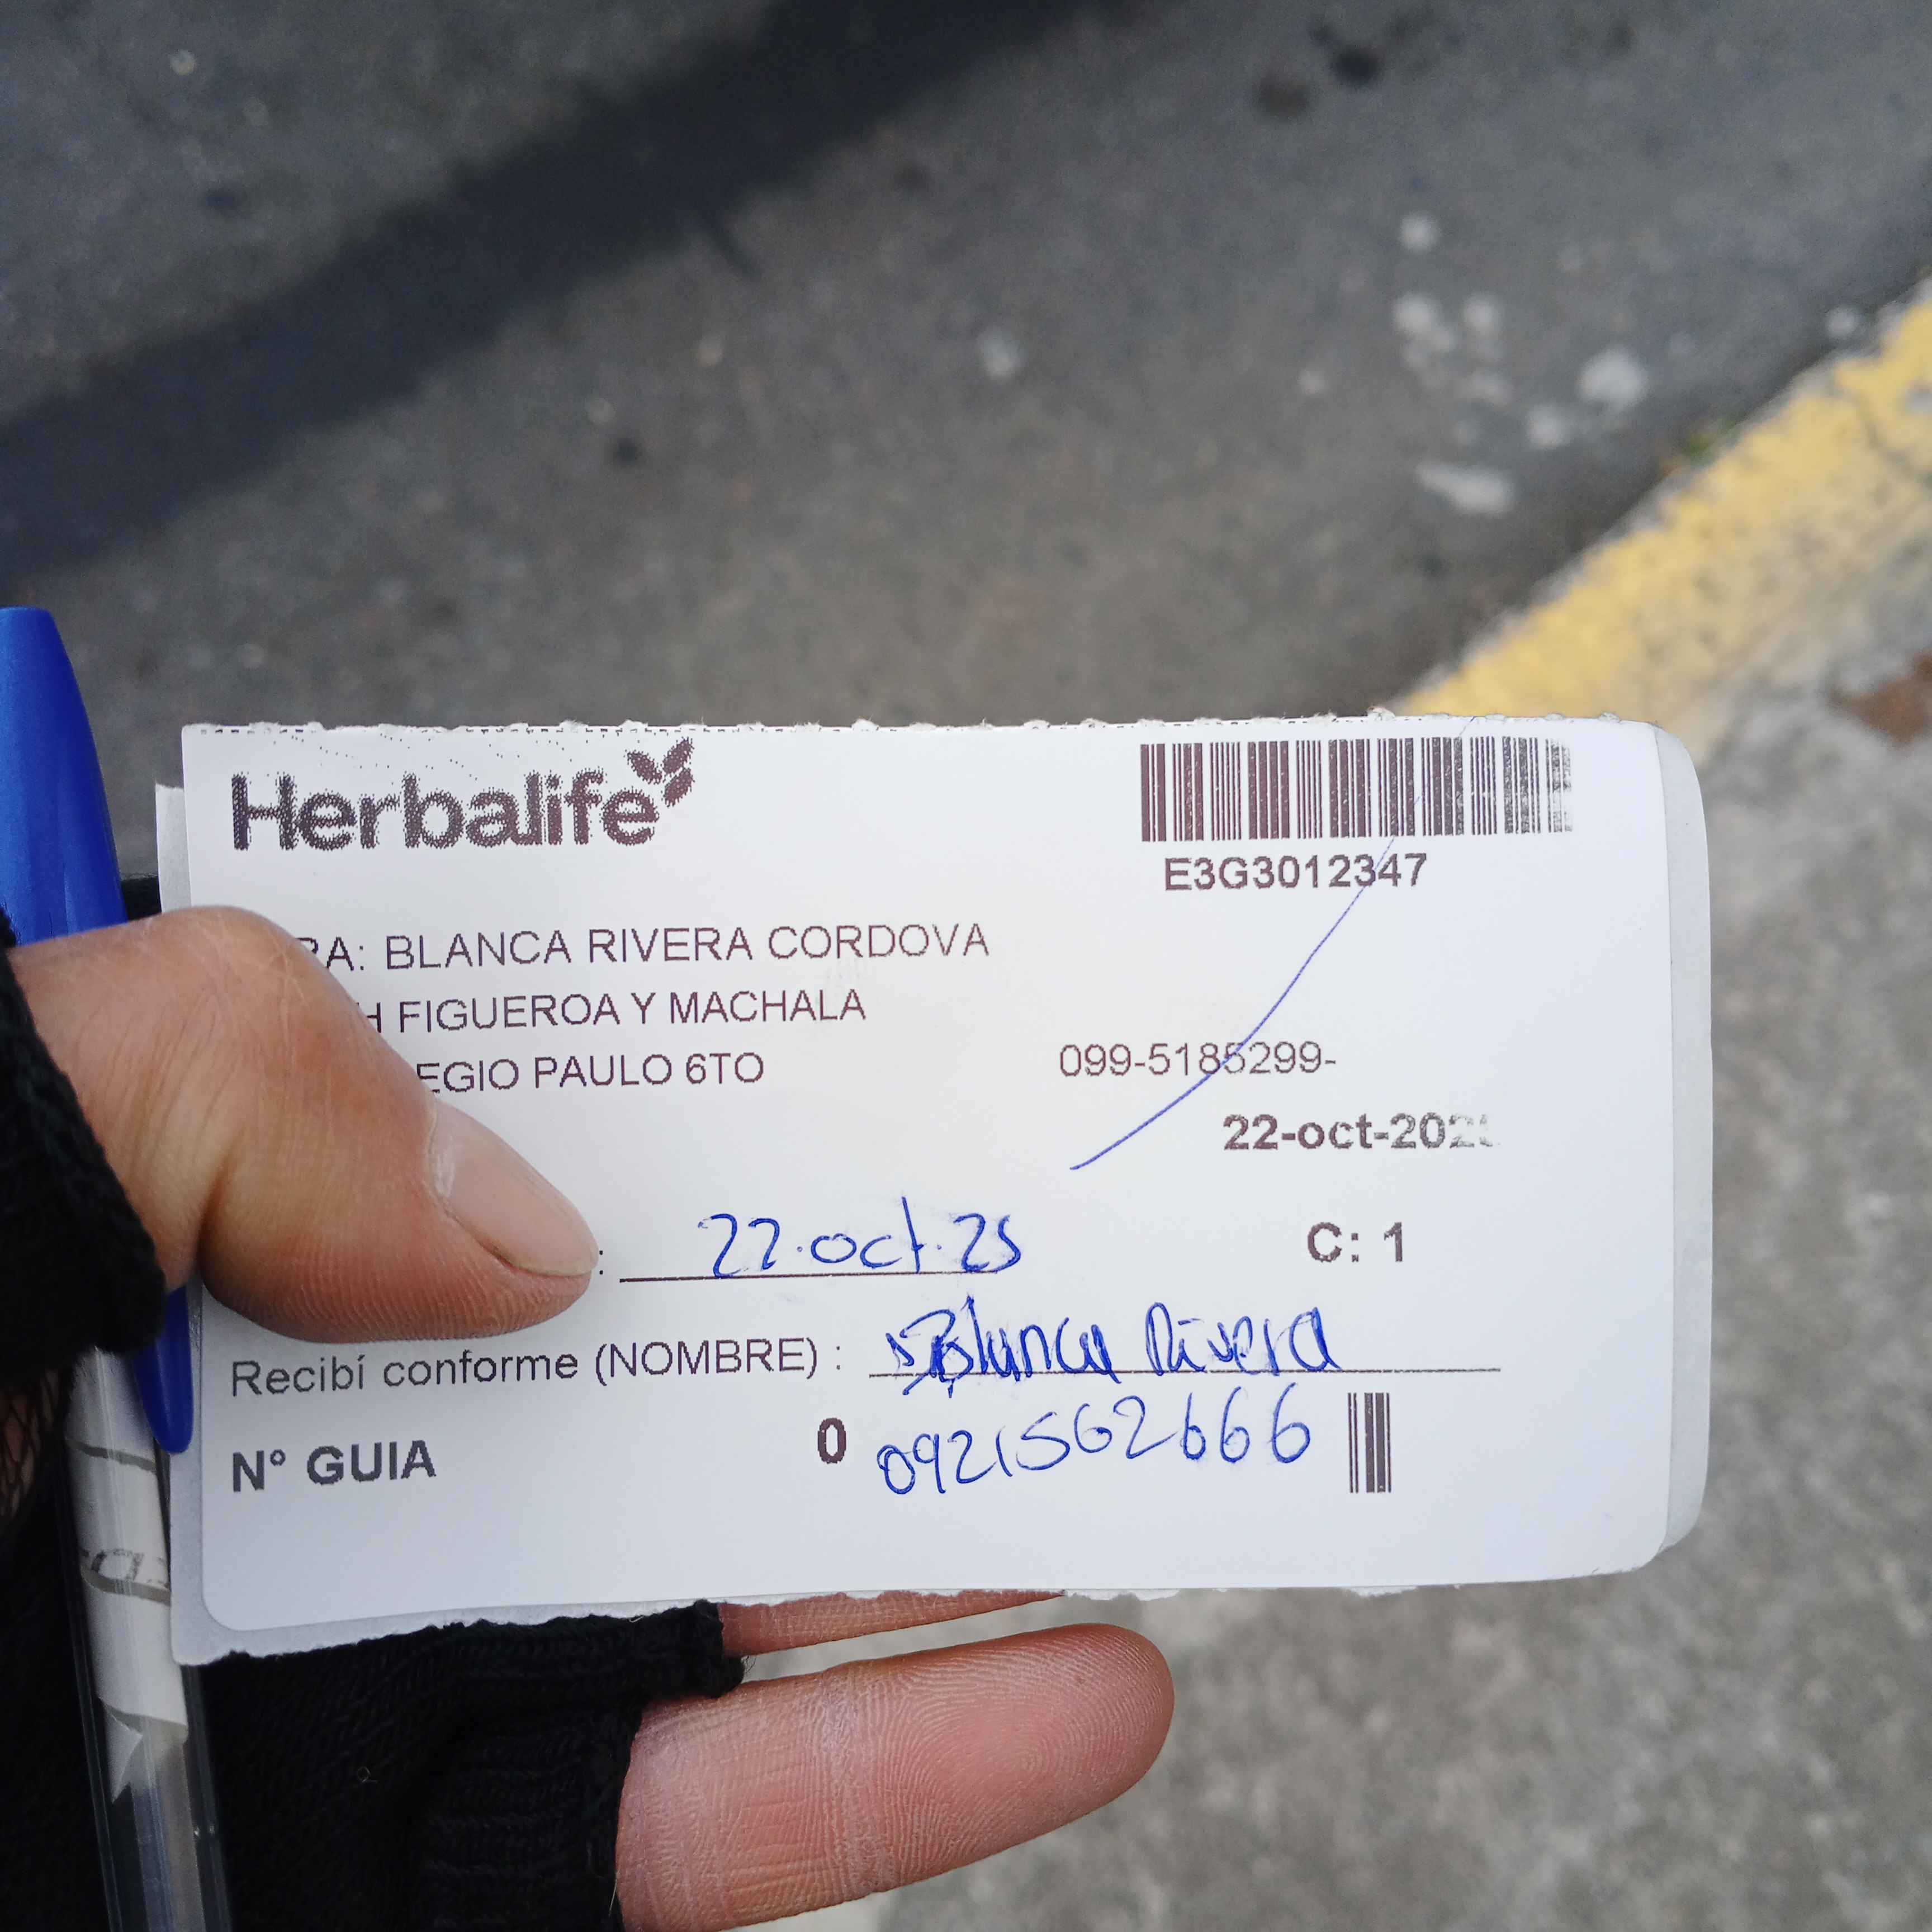 Herbalife
E3G3012347
RA: BLANCA RIVERA CORDOVA
H FIGUEROA Y MACHALA
EGIO PAULO 6TO 099-5185299-
22-oct-2025
: 22.oct.25 C: 1
Recibí conforme (NOMBRE) : Blanca Rivera
N° GUIA 0 0921562666